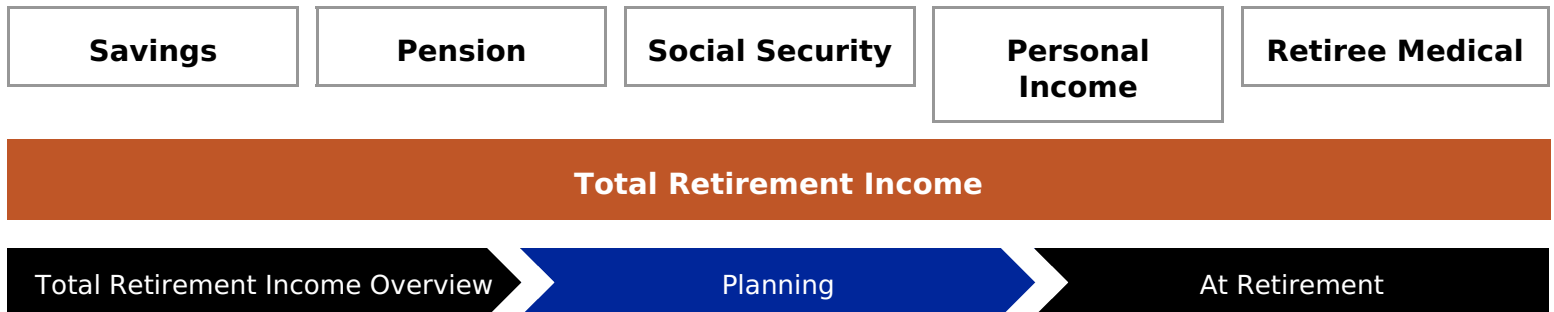 Savings
Pension
Social Security
Personal
Income
Retiree Medical
Total Retirement Income
Total Retirement Income Overview
Planning
At Retirement